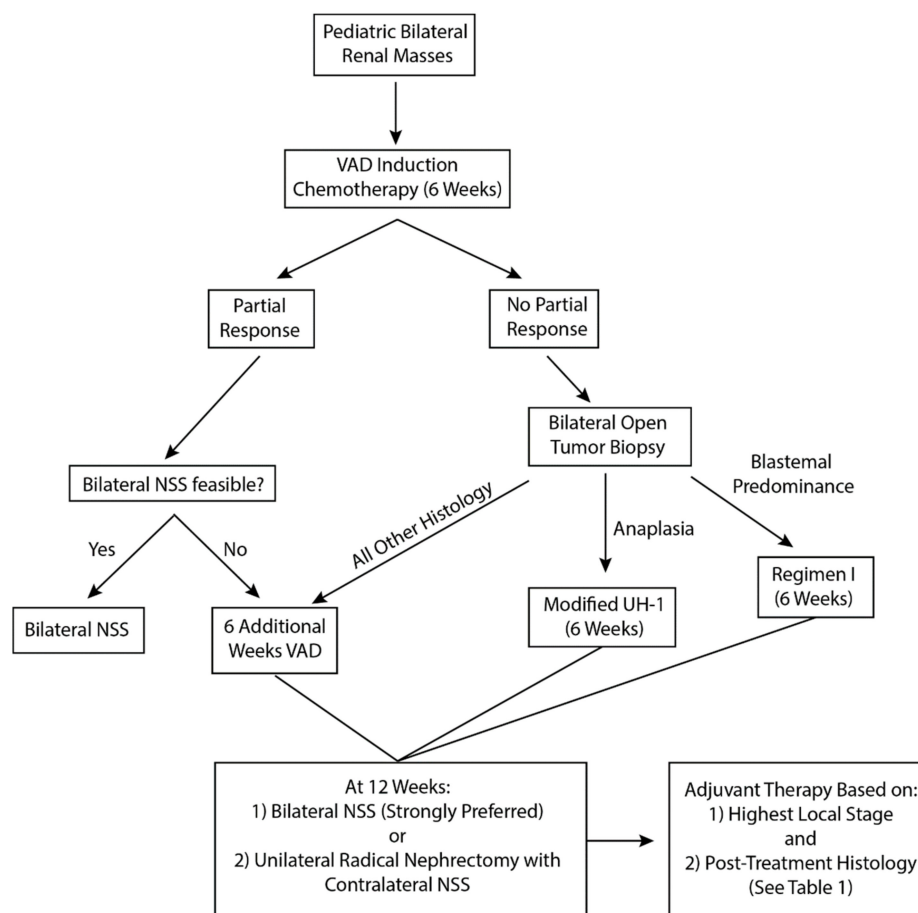 Pediatric Bilateral
Renal Masses
VAD Induction
Chemotherapy (6 Weeks)
Partial
Response
No Partial
Response
Bilateral Open
Tumor Biopsy
Bilateral NSS feasible?
Blastemal
Predominance
All Other Histology
Anaplasia
Yes
No
Bilateral NSS
6 Additional
Weeks VAD
Modified UH-1
(6 Weeks)
Regimen I
(6 Weeks)
At 12 Weeks:
1) Bilateral NSS (Strongly Preferred)
or
2) Unilateral Radical Nephrectomy with
Contralateral NSS
Adjuvant Therapy Based on:
1) Highest Local Stage
and
2) Post-Treatment Histology
(See Table 1)